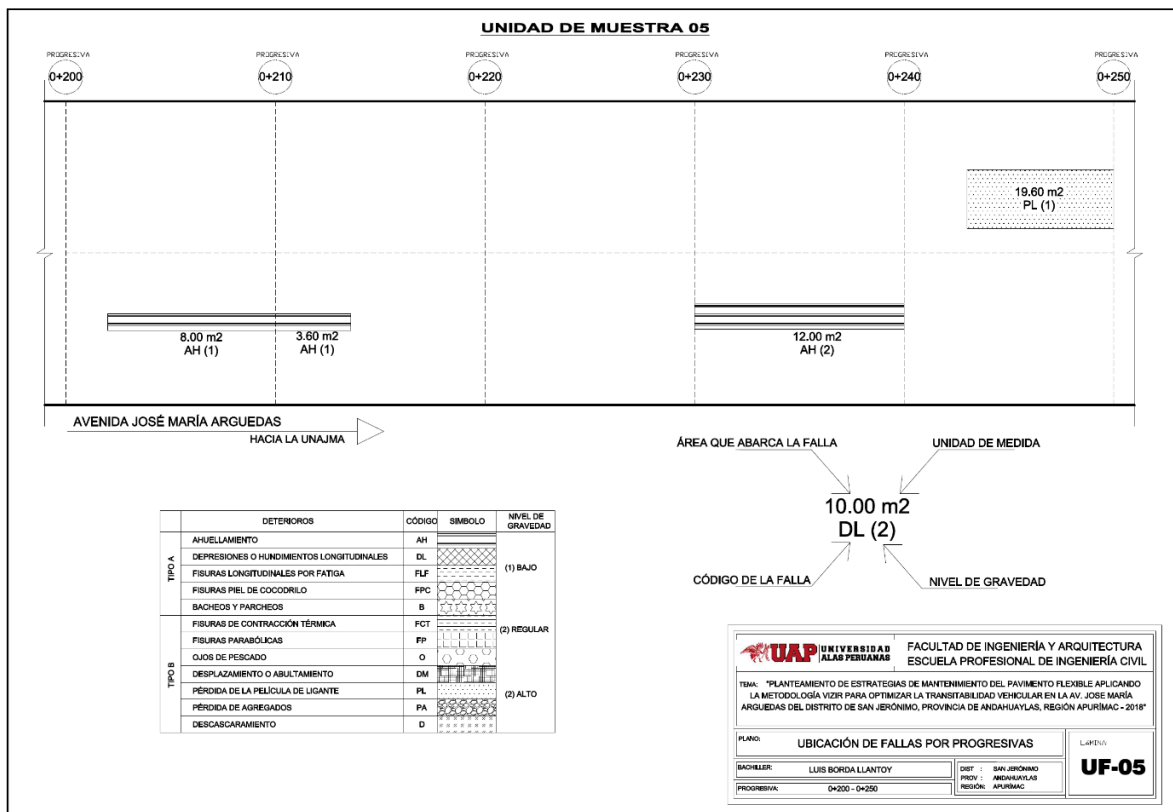 UNIDAD DE MUESTRA 05
PROGRESIVA PROGRESIVA PROGRESIVA PROGRESIVA PROGRESIVA PROGRESIVA
0+200 0+210 0+220 0+230 0+240 0+250
19.60 m2
PL (1)
8.00 m2 3.60 m2 12.00 m2
AH (1) AH (1) AH (2)
AVENIDA JOSÉ MARÍA ARGUEDAS
HACIA LA UNAJMA
ÁREA QUE ABARCA LA FALLA UNIDAD DE MEDIDA
10.00 m2
DL (2)
CÓDIGO DE LA FALLA NIVEL DE GRAVEDAD
DETERIOROS CÓDIGO SIMBOLO NIVEL DE GRAVEDAD
TIPO A
AHUELLAMIENTO AH
DEPRESIONES O HUNDIMIENTOS LONGITUDINALES DL
(1) BAJO
FISURAS LONGITUDINALES POR FATIGA FLF
FISURAS PIEL DE COCODRILO FPC
BACHEOS Y PARCHEOS B
TIPO B
FISURAS DE CONTRACCIÓN TÉRMICA FCT
(2) REGULAR
FISURAS PARABÓLICAS FP
OJOS DE PESCADO O
DESPLAZAMIENTO O ABULTAMIENTO DM
PÉRDIDA DE LA PELÍCULA DE LIGANTE PL
(2) ALTO
PÉRDIDA DE AGREGADOS PA
DESCASCARAMIENTO D
UAP UNIVERSIDAD ALAS PERUANAS
FACULTAD DE INGENIERÍA Y ARQUITECTURA
ESCUELA PROFESIONAL DE INGENIERÍA CIVIL
TEMA: "PLANTEAMIENTO DE ESTRATEGIAS DE MANTENIMIENTO DEL PAVIMENTO FLEXIBLE APLICANDO
LA METODOLOGÍA VIZIR PARA OPTIMIZAR LA TRANSITABILIDAD VEHICULAR EN LA AV. JOSE MARÍA
ARGUEDAS DEL DISTRITO DE SAN JERÓNIMO, PROVINCIA DE ANDAHUAYLAS, REGIÓN APURÍMAC - 2018"
PLANO: UBICACIÓN DE FALLAS POR PROGRESIVAS
LAMINA
UF-05
BACHILLER: LUIS BORDA LLANTOY
PROGRESIVA: 0+200 - 0+250
DIST : SAN JERÓNIMO
PROV : ANDAHUAYLAS
REGIÓN: APURÍMAC